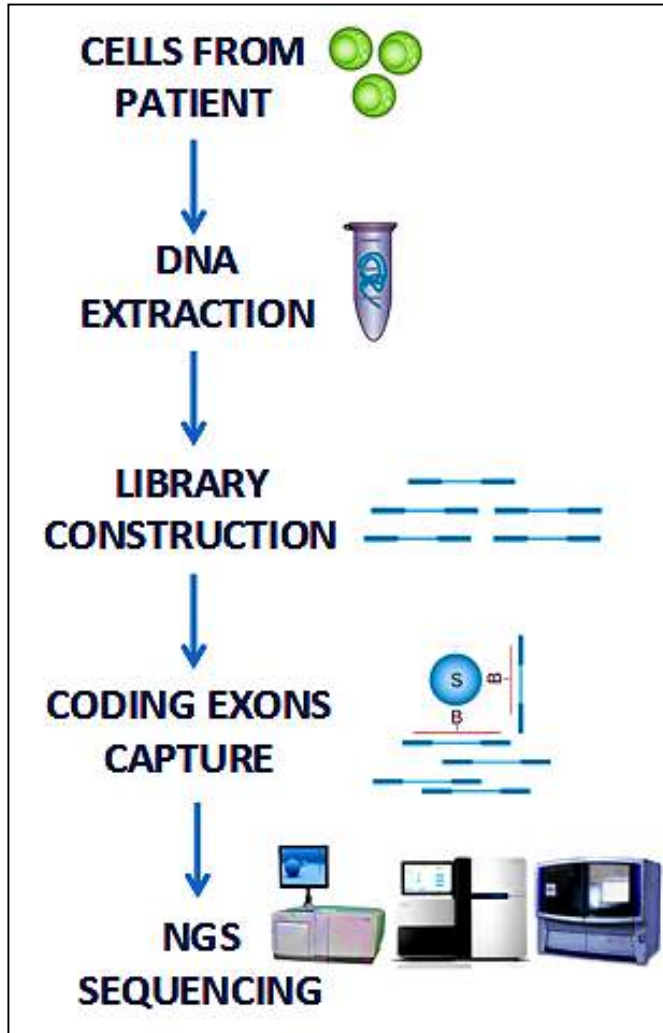 CELLS FROM
PATIENT
DNA
EXTRACTION
LIBRARY
CONSTRUCTION
CODING EXONS
CAPTURE
S
B
B
NGS
SEQUENCING